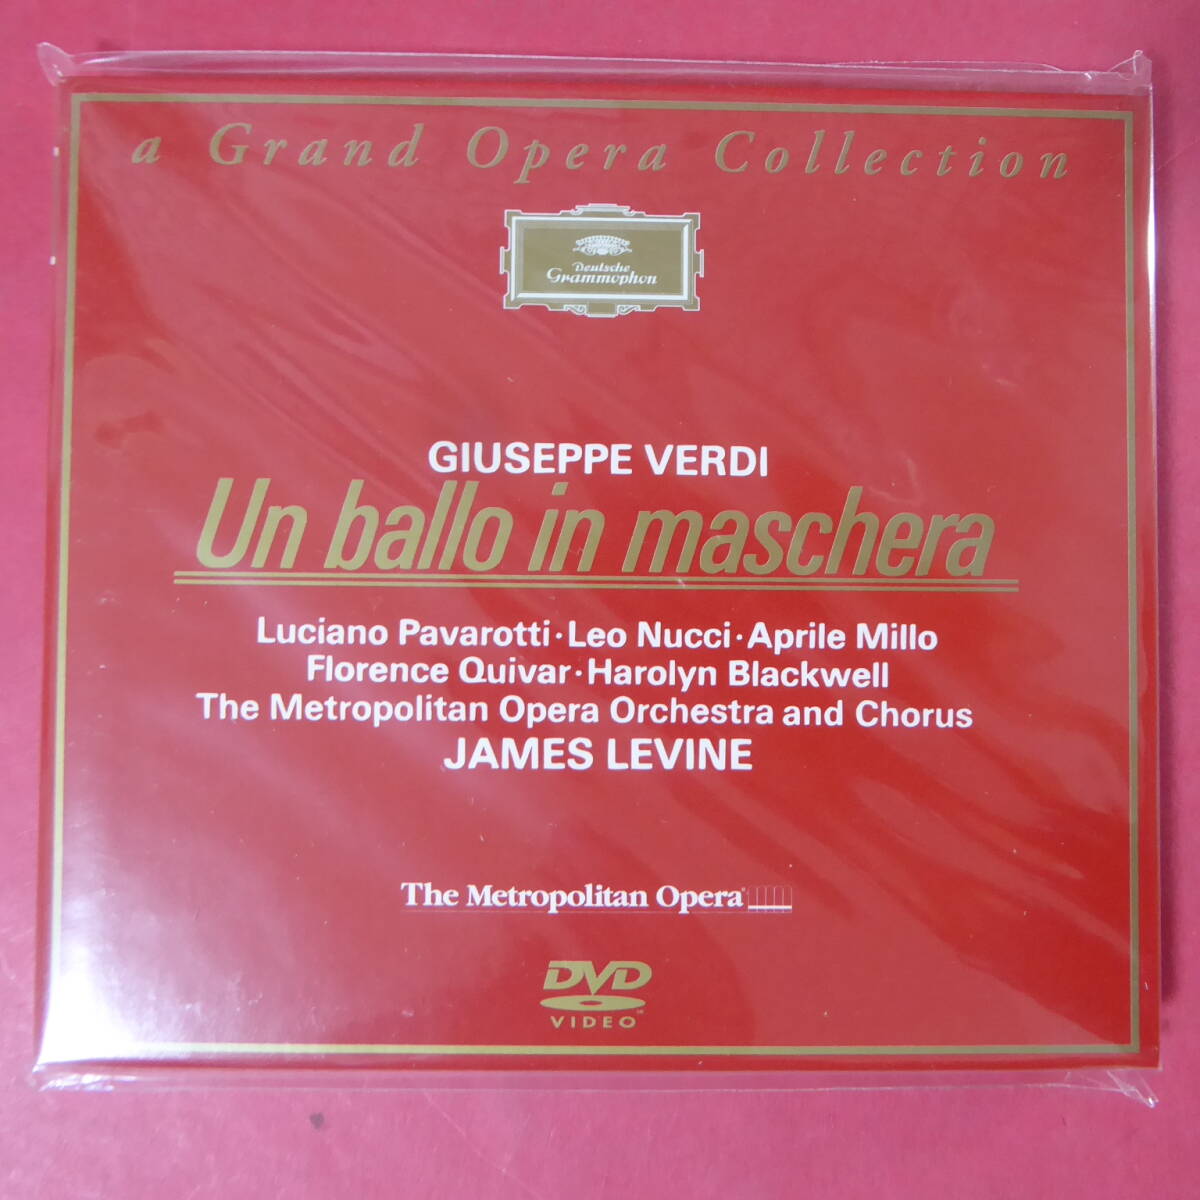 a Grand Opera Collection
Deutsche
Grammophon
GIUSEPPE VERDI
Un ballo in maschera
Luciano Pavarotti·Leo Nucci·Aprile Millo
Florence Quivar·Harolyn Blackwell
The Metropolitan Opera Orchestra and Chorus
JAMES LEVINE
The Metropolitan Opera
DVD
VIDEO